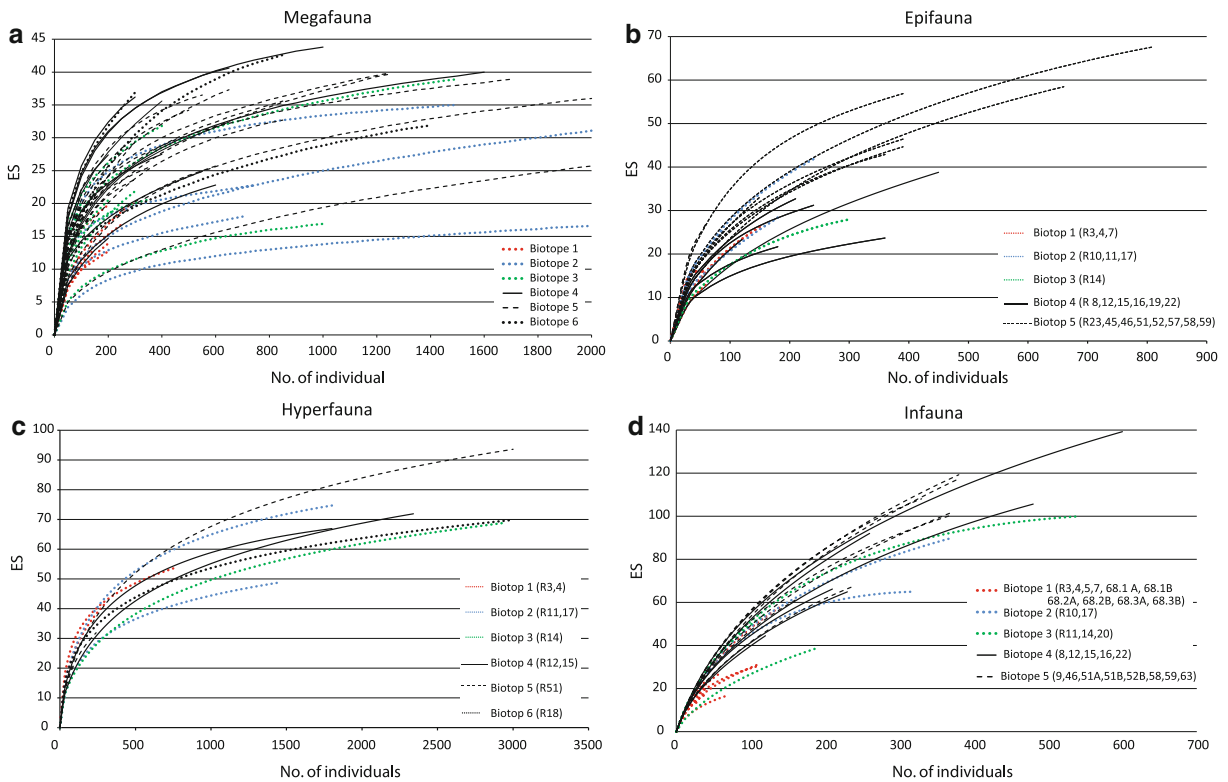 Megafauna
a
45
40
35
30
25
20
15
10
5
0
ES
0 200 400 600 800 1000 1200 1400 1600 1800 2000
No. of individual
Biotope 1
Biotope 2
Biotope 3
Biotope 4
Biotope 5
Biotope 6
Epifauna
b
70
60
50
40
30
20
10
0
ES
0 100 200 300 400 500 600 700 800 900
No. of individuals
Biotop 1 (R3,4,7)
Biotop 2 (R10,11,17)
Biotop 3 (R14)
Biotop 4 (R 8,12,15,16,19,22)
Biotop 5 (R23,45,46,51,52,57,58,59)
Hyperfauna
c
100
90
80
70
60
50
40
30
20
10
0
ES
0 500 1000 1500 2000 2500 3000 3500
No. of individuals
Biotop 1 (R3,4)
Biotop 2 (R11,17)
Biotop 3 (R14)
Biotop 4 (R12,15)
Biotop 5 (R51)
Biotop 6 (R18)
Infauna
d
140
120
100
80
60
40
20
0
ES
0 100 200 300 400 500 600 700
No. of individuals
Biotope 1 (R3,4,5,7, 68.1 A, 68.1B
68.2A, 68.2B, 68.3A, 68.3B)
Biotope 2 (R10,17)
Biotope 3 (R11,14,20)
Biotope 4 (8,12,15,16,22)
Biotope 5 (9,46,51A,51B,52B,58,59,63)